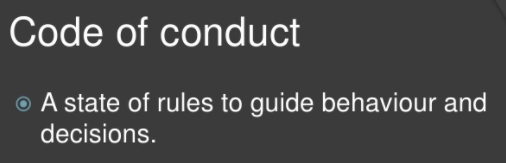 Code of conduct
A state of rules to guide behaviour and
decisions.